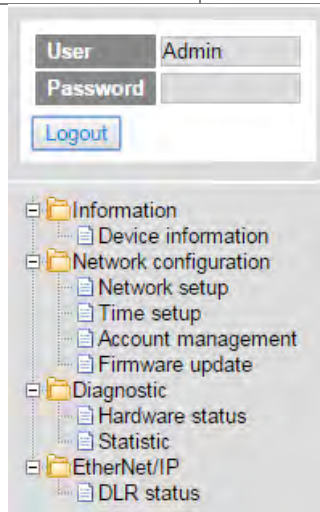 User Admin
Password
Logout
Information
Device information
Network configuration
Network setup
Time setup
Account management
Firmware update
Diagnostic
Hardware status
Statistic
EtherNet/IP
DLR status